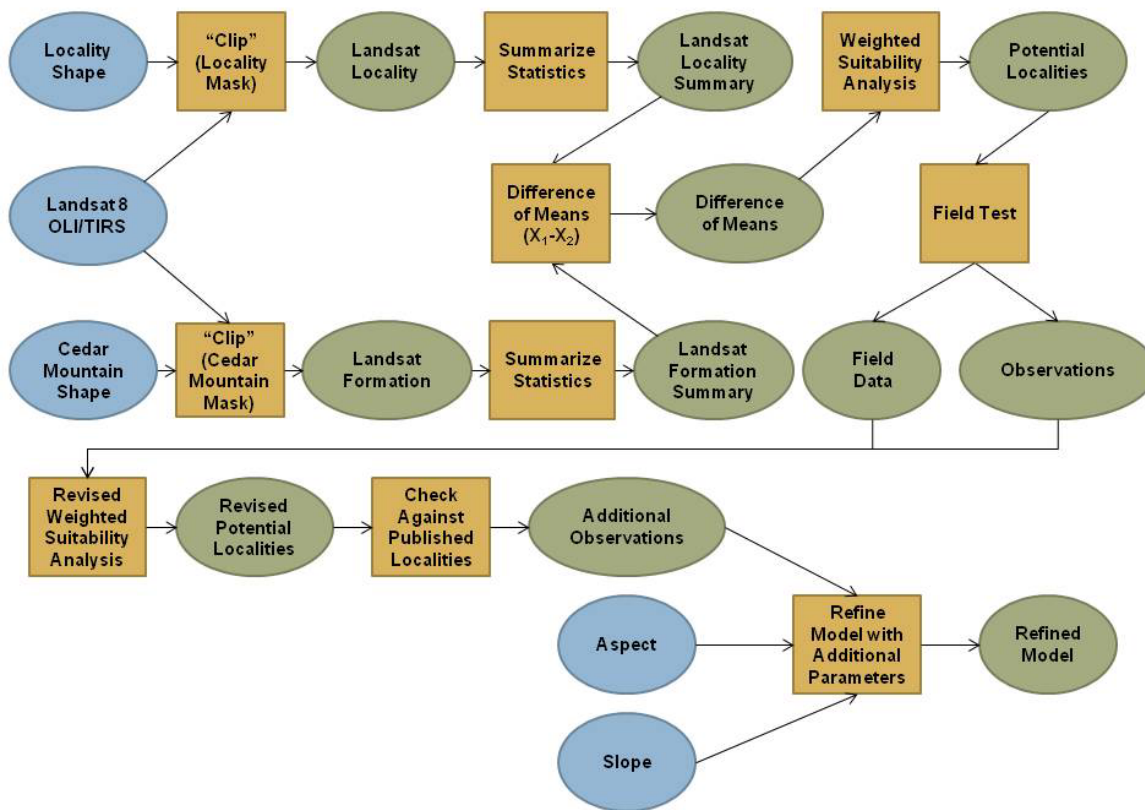 Locality
Shape
“Clip”
(Locality
Mask)
Landsat
Locality
Summarize
Statistics
Landsat
Locality
Summary
Weighted
Suitability
Analysis
Potential
Localities
Landsat 8
OLI/TIRS
Difference
of Means
(X₁-X₂)
Difference
of Means
Field Test
Cedar
Mountain
Shape
“Clip”
(Cedar
Mountain
Mask)
Landsat
Formation
Summarize
Statistics
Landsat
Formation
Summary
Field
Data
Observations
Revised
Weighted
Suitability
Analysis
Revised
Potential
Localities
Check
Against
Published
Localities
Additional
Observations
Aspect
Refine
Model with
Additional
Parameters
Refined
Model
Slope